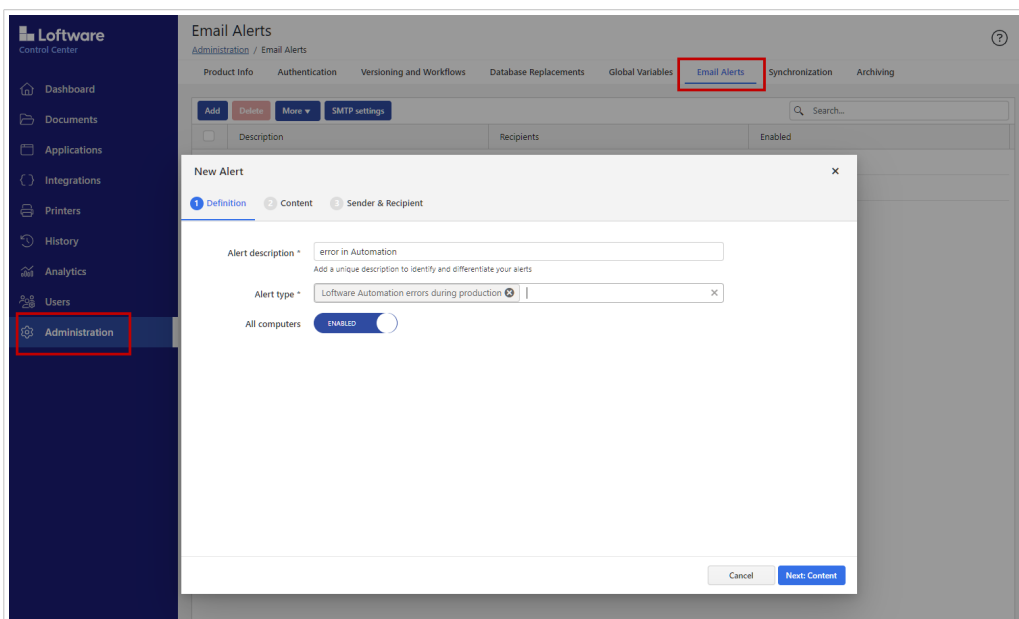 Loftware
Control Center
Dashboard
Documents
Applications
Integrations
Printers
History
Analytics
Users
Administration
Email Alerts
Administration / Email Alerts
Product Info Authentication Versioning and Workflows Database Replacements Global Variables Email Alerts Synchronization Archiving
Add Delete More ▾ SMTP settings Search...
Description Recipients Enabled
New Alert ×
1 Definition 2 Content 3 Sender & Recipient
Alert description * error in Automation
Add a unique description to identify and differentiate your alerts
Alert type * Loftware Automation errors during production
All computers ENABLED
Cancel Next: Content